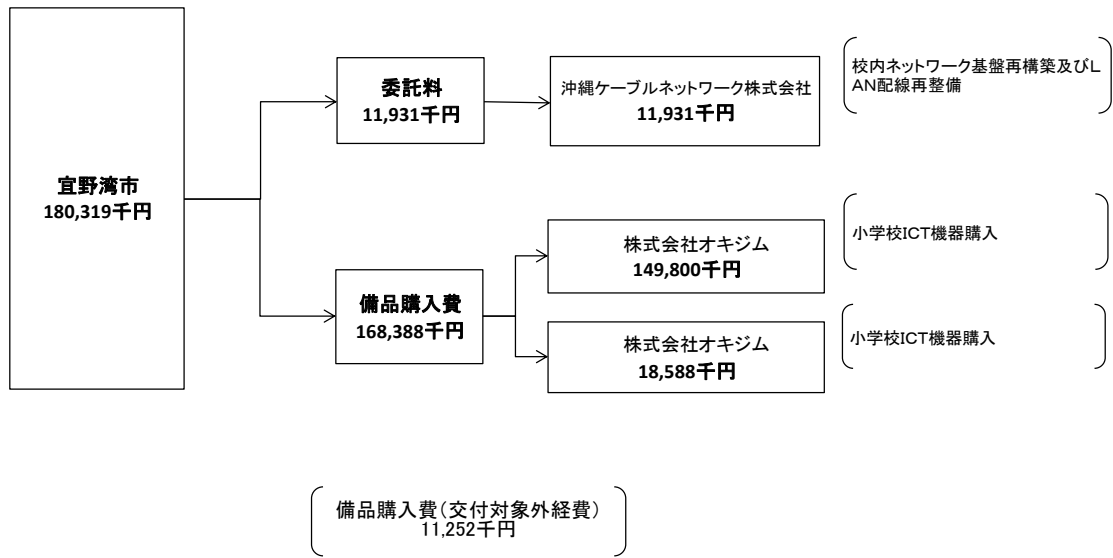 宜野湾市
180,319千円
委託料
11,931千円
沖縄ケーブルネットワーク株式会社
11,931千円
校内ネットワーク基盤再構築及びL
AN配線再整備
備品購入費
168,388千円
株式会社オキジム
149,800千円
小学校ICT機器購入
株式会社オキジム
18,588千円
小学校ICT機器購入
備品購入費（交付対象外経費）
11,252千円